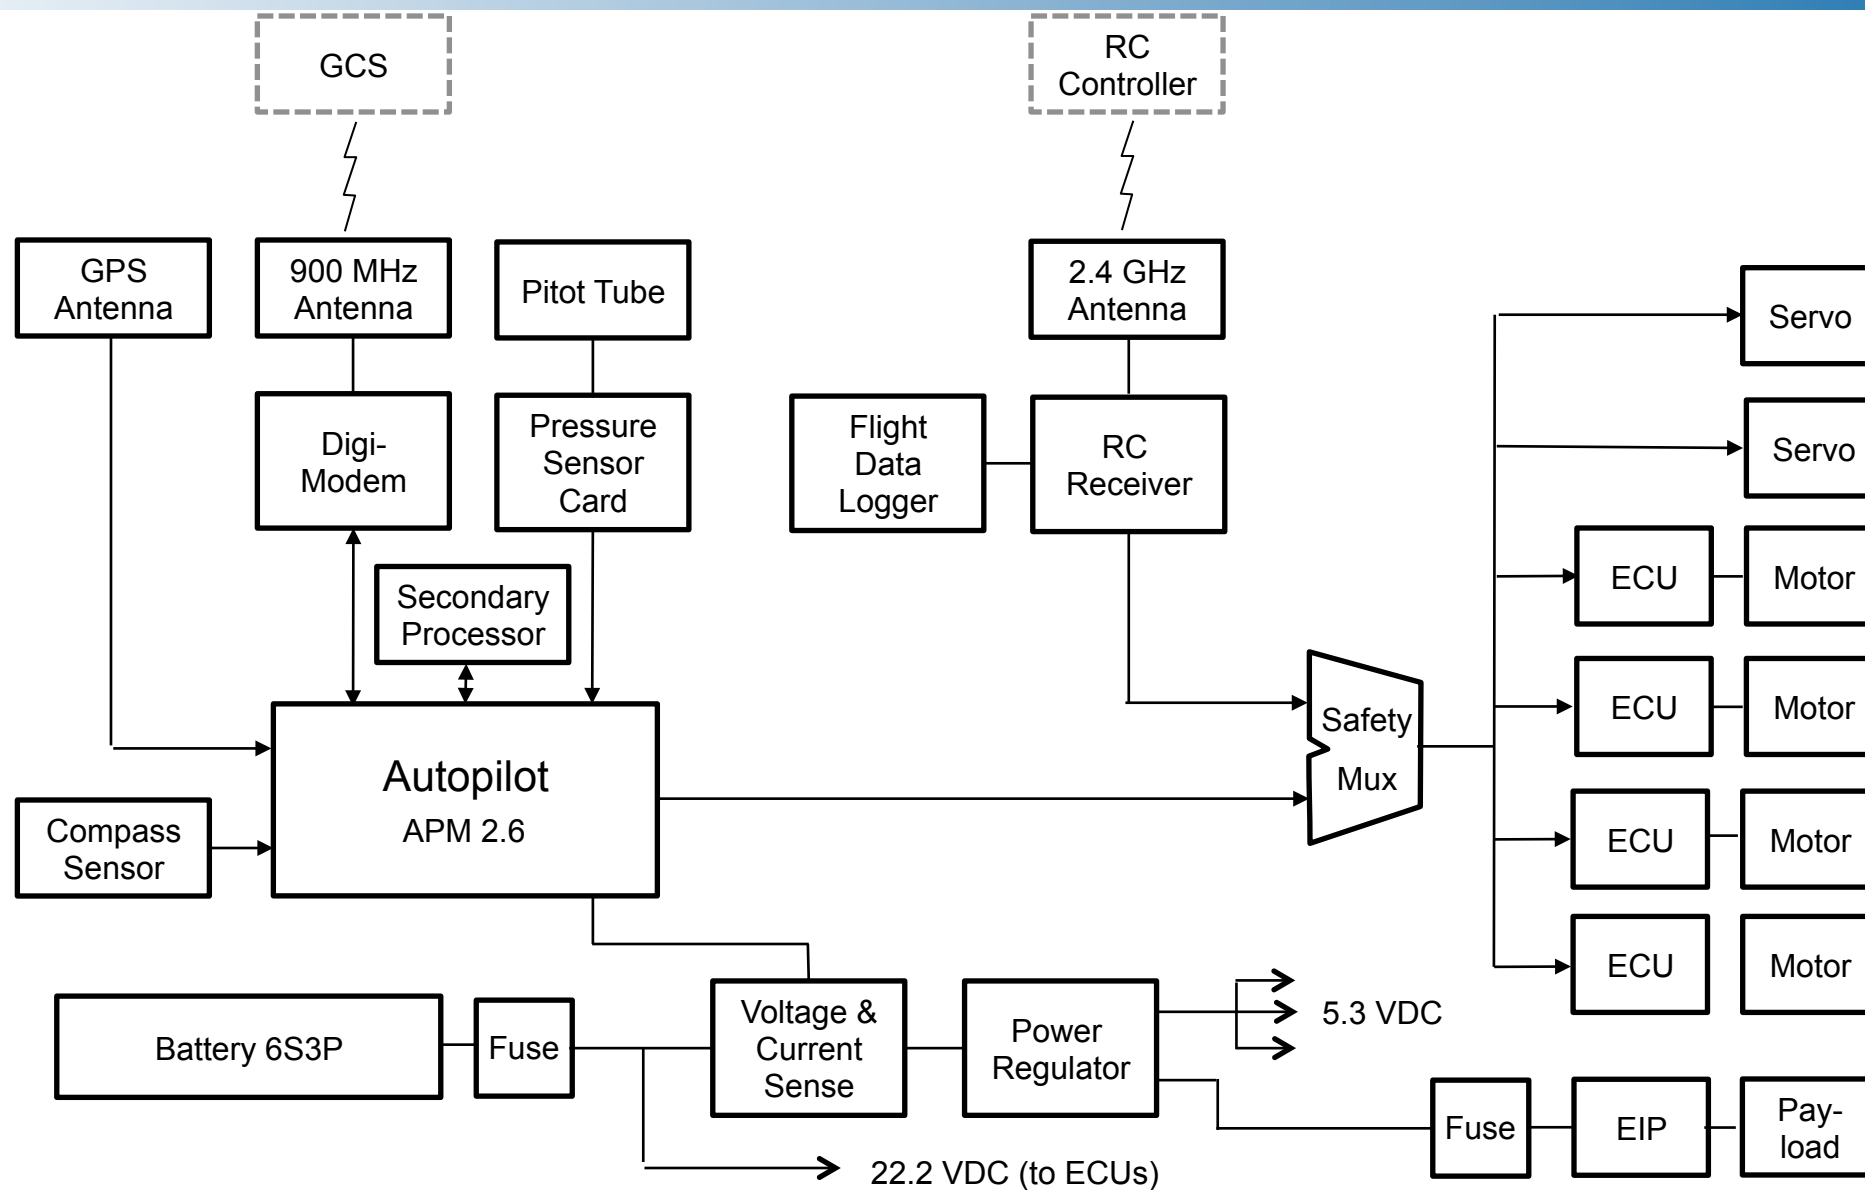 GCS
RC
Controller
GPS
Antenna
900 MHz
Antenna
Pitot Tube
2.4 GHz
Antenna
Servo
Digi-
Modem
Pressure
Sensor
Card
Flight
Data
Logger
RC
Receiver
Servo
Secondary
Processor
ECU
Motor
Safety
Mux
ECU
Motor
Autopilot
APM 2.6
Compass
Sensor
ECU
Motor
ECU
Motor
Battery 6S3P
Fuse
Voltage &
Current
Sense
Power
Regulator
5.3 VDC
22.2 VDC (to ECUs)
Fuse
EIP
Pay-
load